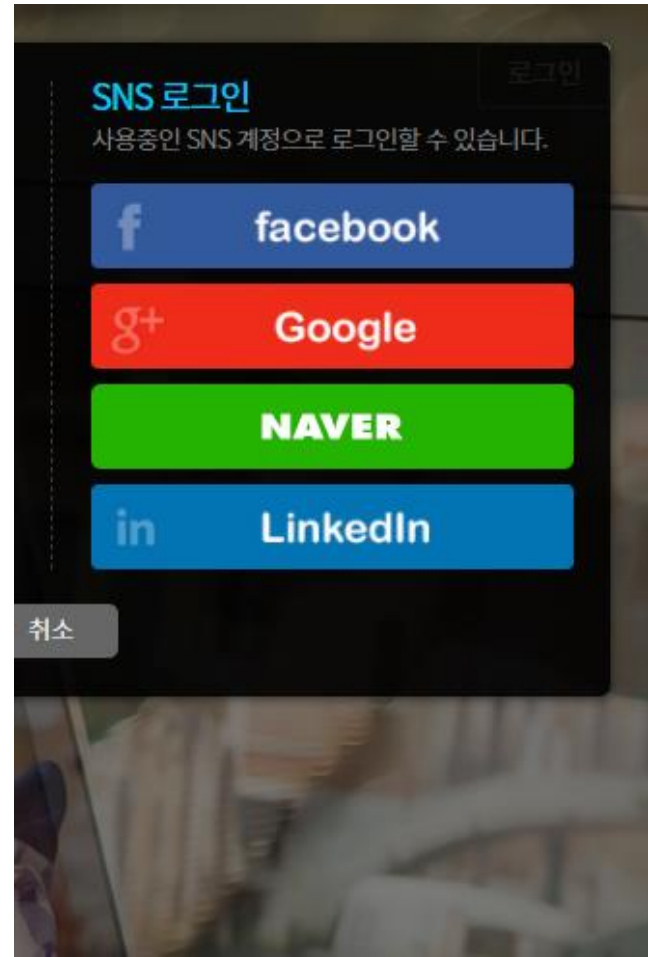 로그인
SNS 로그인
사용중인 SNS 계정으로 로그인할 수 있습니다.
f facebook
g+ Google
NAVER
in LinkedIn
취소